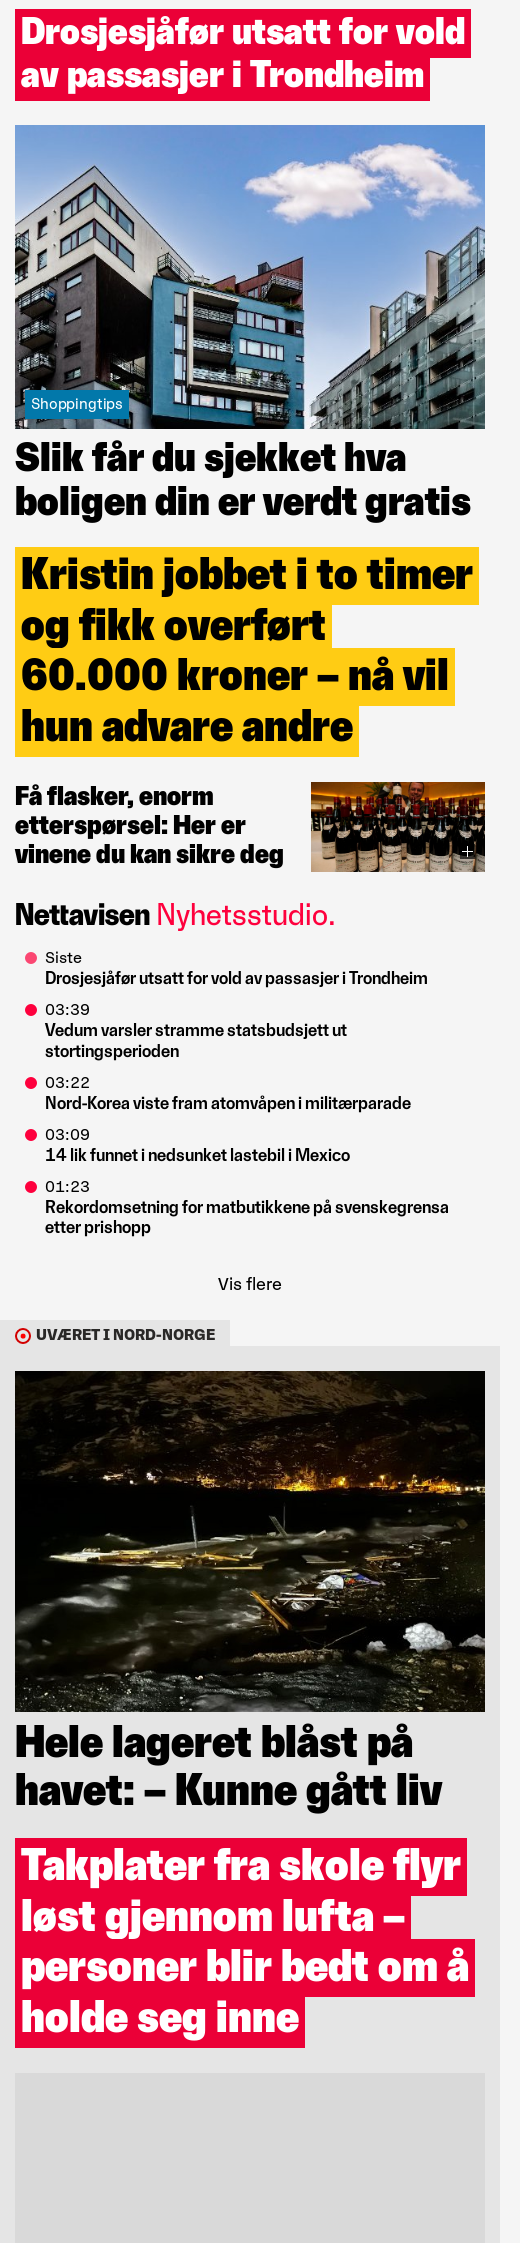 Drosjesjåfør utsatt for vold
av passasjer i Trondheim
Shoppingtips
Slik får du sjekket hva
boligen din er verdt gratis
Kristin jobbet i to timer
og fikk overført
60.000 kroner – nå vil
hun advare andre
Få flasker, enorm
etterspørsel: Her er
vinene du kan sikre deg
Nettavisen Nyhetsstudio.
Siste
Drosjesjåfør utsatt for vold av passasjer i Trondheim
03:39
Vedum varsler stramme statsbudsjett ut
stortingsperioden
03:22
Nord-Korea viste fram atomvåpen i militærparade
03:09
14 lik funnet i nedsunket lastebil i Mexico
01:23
Rekordomsetning for matbutikkene på svenskegrensa
etter prishopp
Vis flere
UVÆRET I NORD-NORGE
Hele lageret blåst på
havet: – Kunne gått liv
Takplater fra skole flyr
løst gjennom lufta –
personer blir bedt om å
holde seg inne